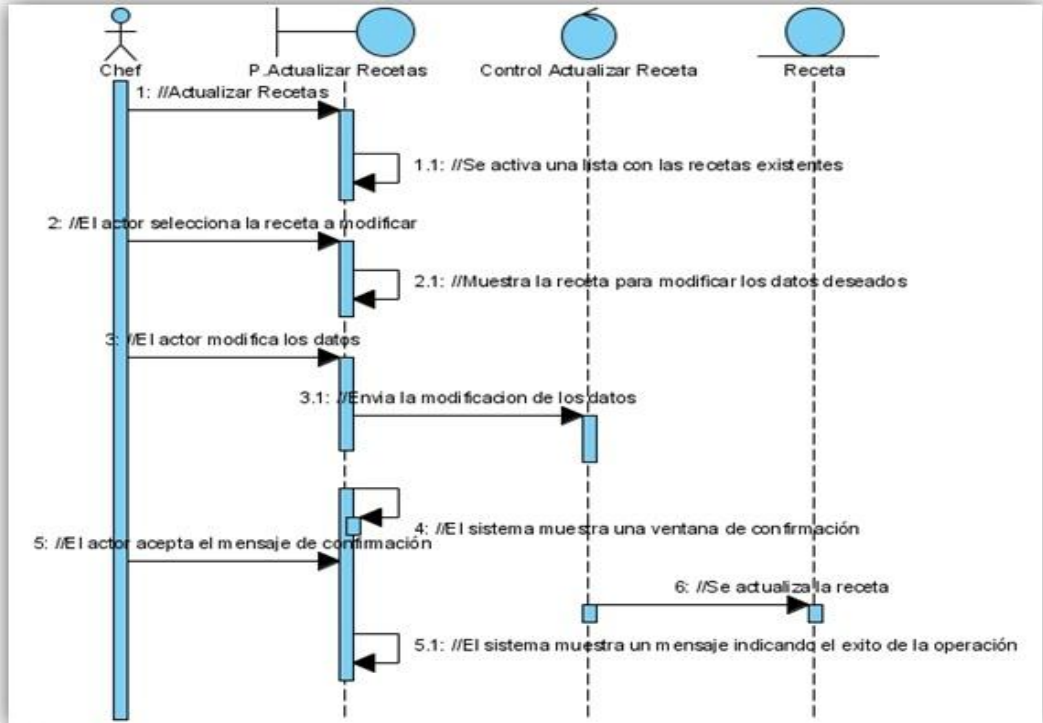 Chef
P.Actualizar Recetas
Control Actualizar Receta
Receta
1: //Actualizar Recetas
1.1: //Se activa una lista con las recetas existentes
2: //El actor selecciona la receta a modificar
2.1: //Muestra la receta para modificar los datos deseados
3: //El actor modifica los datos
3.1: //Envia la modificacion de los datos
4: //El sistema muestra una ventana de confirmación
5: //El actor acepta el mensaje de confirmación
6: //Se actualiza la receta
5.1: //El sistema muestra un mensaje indicando el exito de la operación